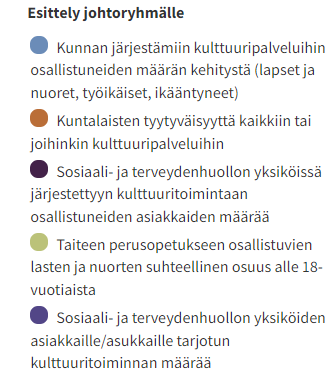 Esittely johtoryhmälle
Kunnan järjestämiin kulttuuripalveluihin
osallistuneiden määrän kehitystä (lapset ja
nuoret, työikäiset, ikääntyneet)
Kuntalaisten tyytyväisyyttä kaikkiin tai
joihinkin kulttuuripalveluihin
Sosiaali- ja terveydenhuollon yksiköissä
järjestettyyn kulttuuritoimintaan
osallistuneiden asiakkaiden määrää
Taiteen perusopetukseen osallistuvien
lasten ja nuorten suhteellinen osuus alle 18-
vuotiaista
Sosiaali- ja terveydenhuollon yksiköiden
asiakkaille/asukkaille tarjotun
kulttuuritoiminnan määrää